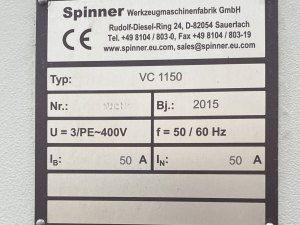 Spinner Werkzeugmaschinenfabrik GmbH
Rudolf-Diesel-Ring 24, D-82054 Sauerlach
Tel. +49 8104 / 803-0, Fax +49 8104 / 803-19
www.spinner.eu.com, sales@spinner.eu.com
CE
Typ: VC 1150
Nr.: Bj.: 2015
U = 3/PE~400V f = 50 / 60 Hz
IB: 50 A IN: 50 A